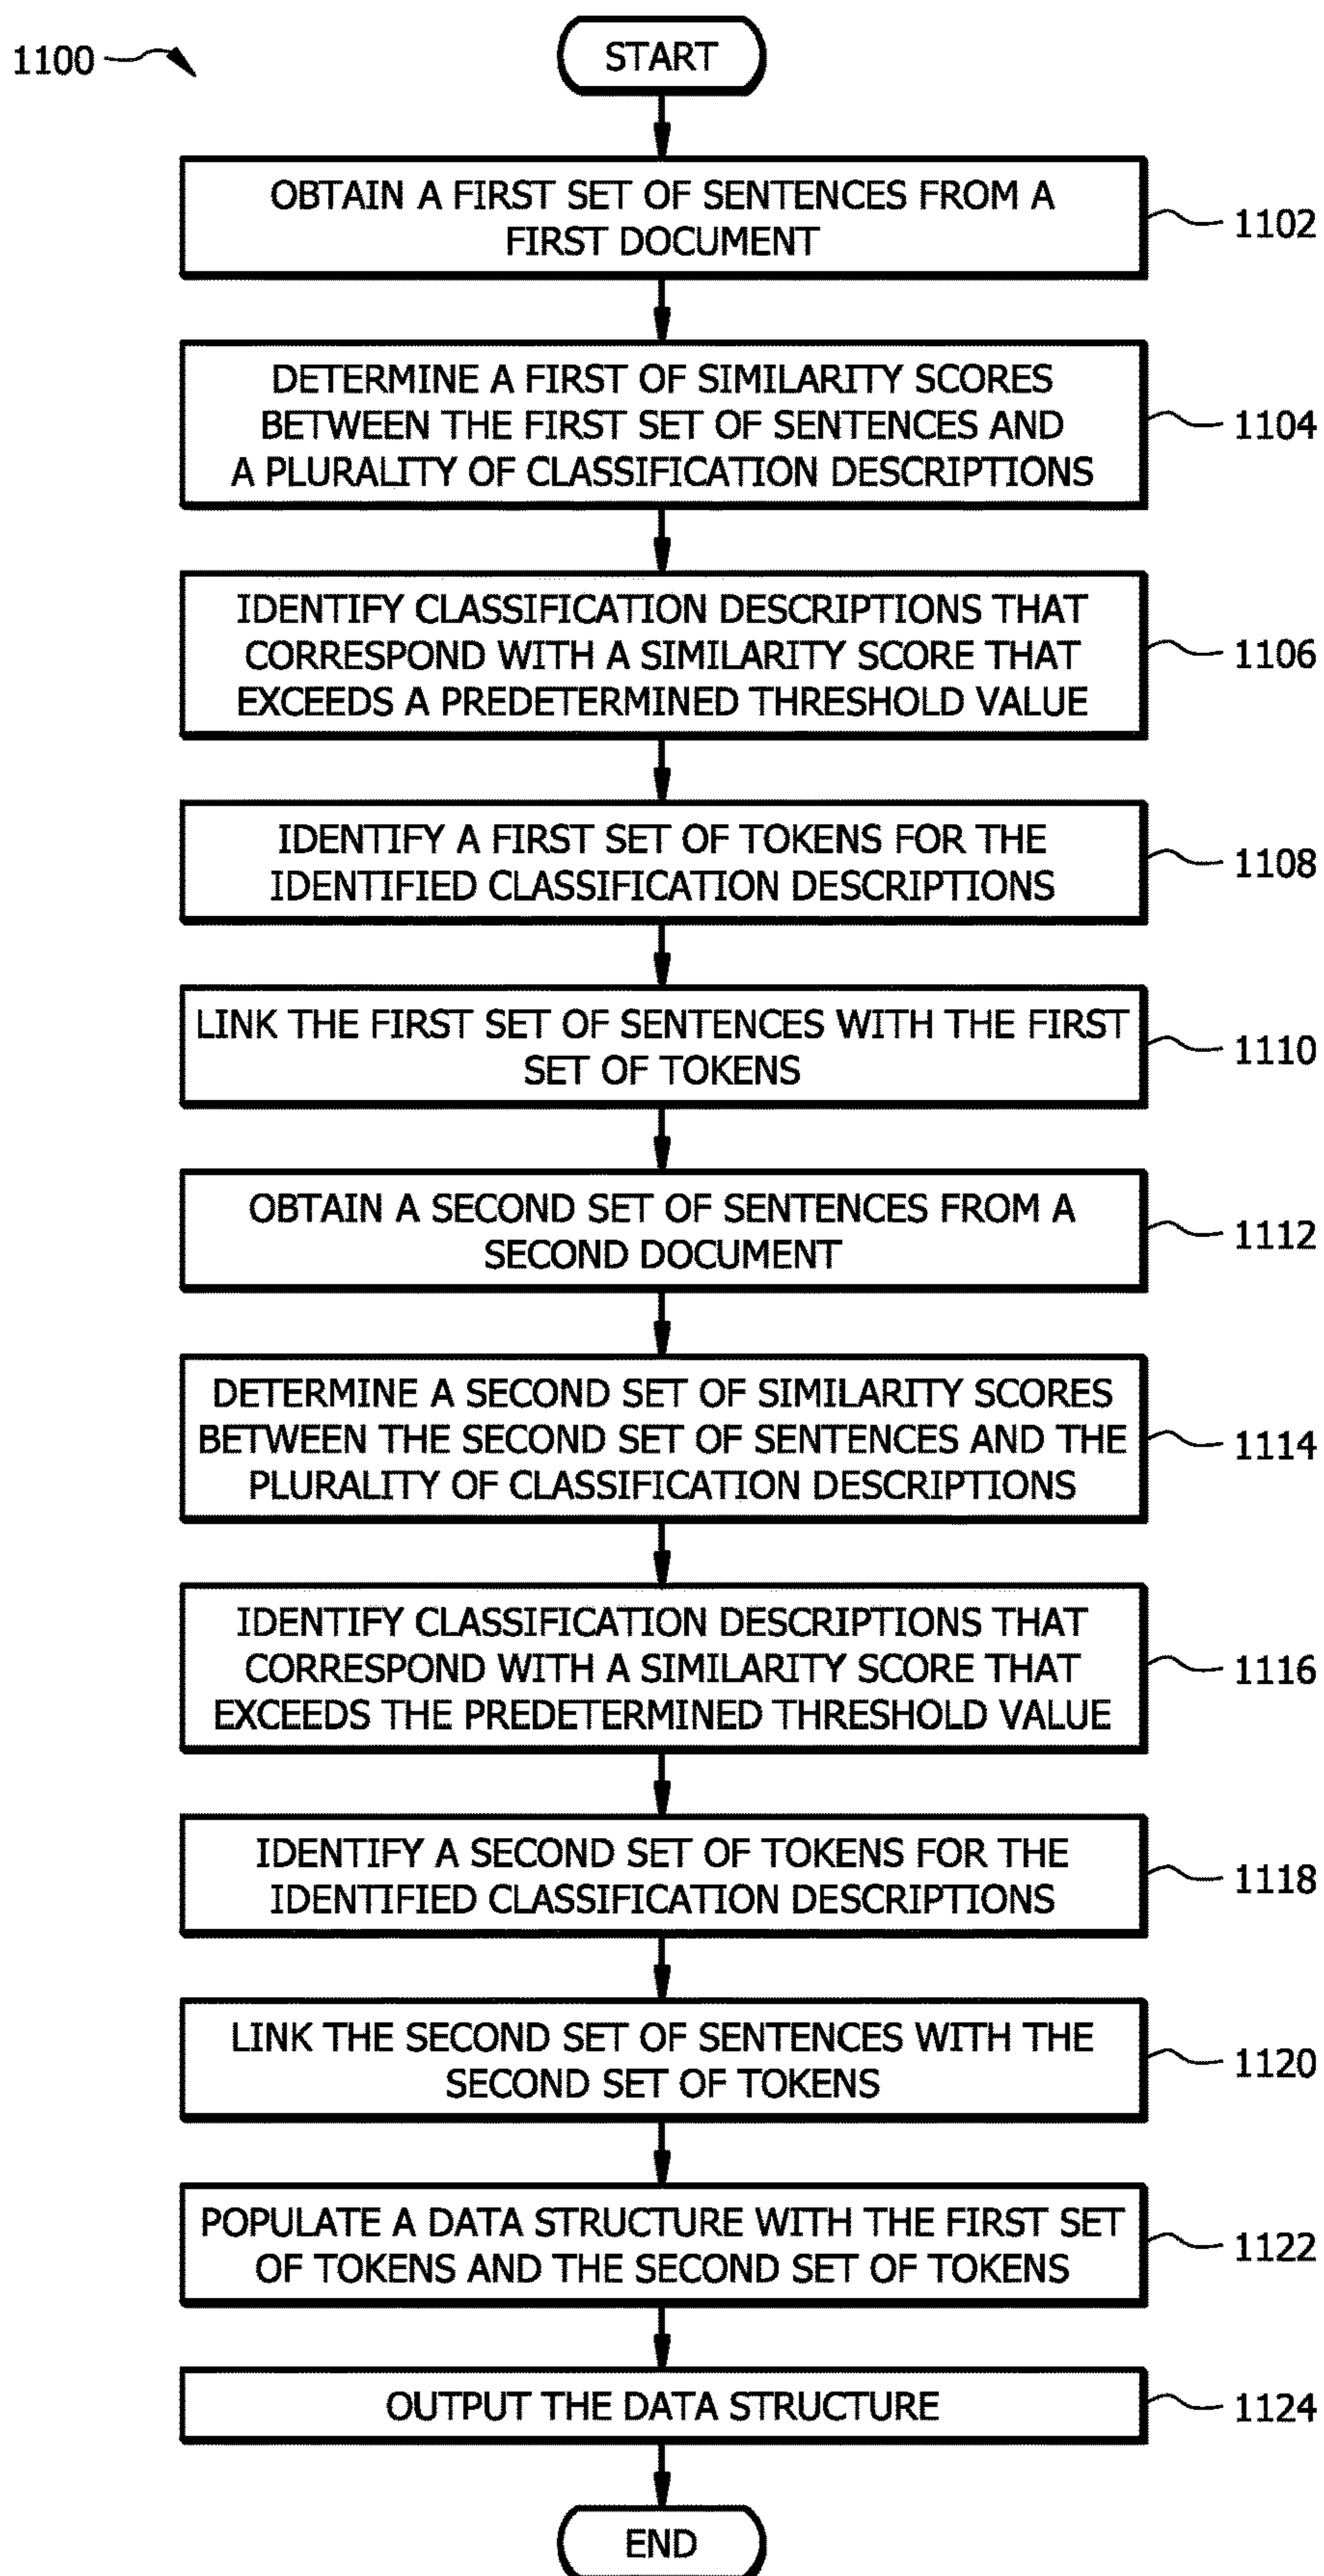 1100
START
OBTAIN A FIRST SET OF SENTENCES FROM A
FIRST DOCUMENT
1102
DETERMINE A FIRST OF SIMILARITY SCORES
BETWEEN THE FIRST SET OF SENTENCES AND
A PLURALITY OF CLASSIFICATION DESCRIPTIONS
1104
IDENTIFY CLASSIFICATION DESCRIPTIONS THAT
CORRESPOND WITH A SIMILARITY SCORE THAT
EXCEEDS A PREDETERMINED THRESHOLD VALUE
1106
IDENTIFY A FIRST SET OF TOKENS FOR THE
IDENTIFIED CLASSIFICATION DESCRIPTIONS
1108
LINK THE FIRST SET OF SENTENCES WITH THE FIRST
SET OF TOKENS
1110
OBTAIN A SECOND SET OF SENTENCES FROM A
SECOND DOCUMENT
1112
DETERMINE A SECOND SET OF SIMILARITY SCORES
BETWEEN THE SECOND SET OF SENTENCES AND THE
PLURALITY OF CLASSIFICATION DESCRIPTIONS
1114
IDENTIFY CLASSIFICATION DESCRIPTIONS THAT
CORRESPOND WITH A SIMILARITY SCORE THAT
EXCEEDS THE PREDETERMINED THRESHOLD VALUE
1116
IDENTIFY A SECOND SET OF TOKENS FOR THE
IDENTIFIED CLASSIFICATION DESCRIPTIONS
1118
LINK THE SECOND SET OF SENTENCES WITH THE
SECOND SET OF TOKENS
1120
POPULATE A DATA STRUCTURE WITH THE FIRST SET
OF TOKENS AND THE SECOND SET OF TOKENS
1122
OUTPUT THE DATA STRUCTURE
1124
END